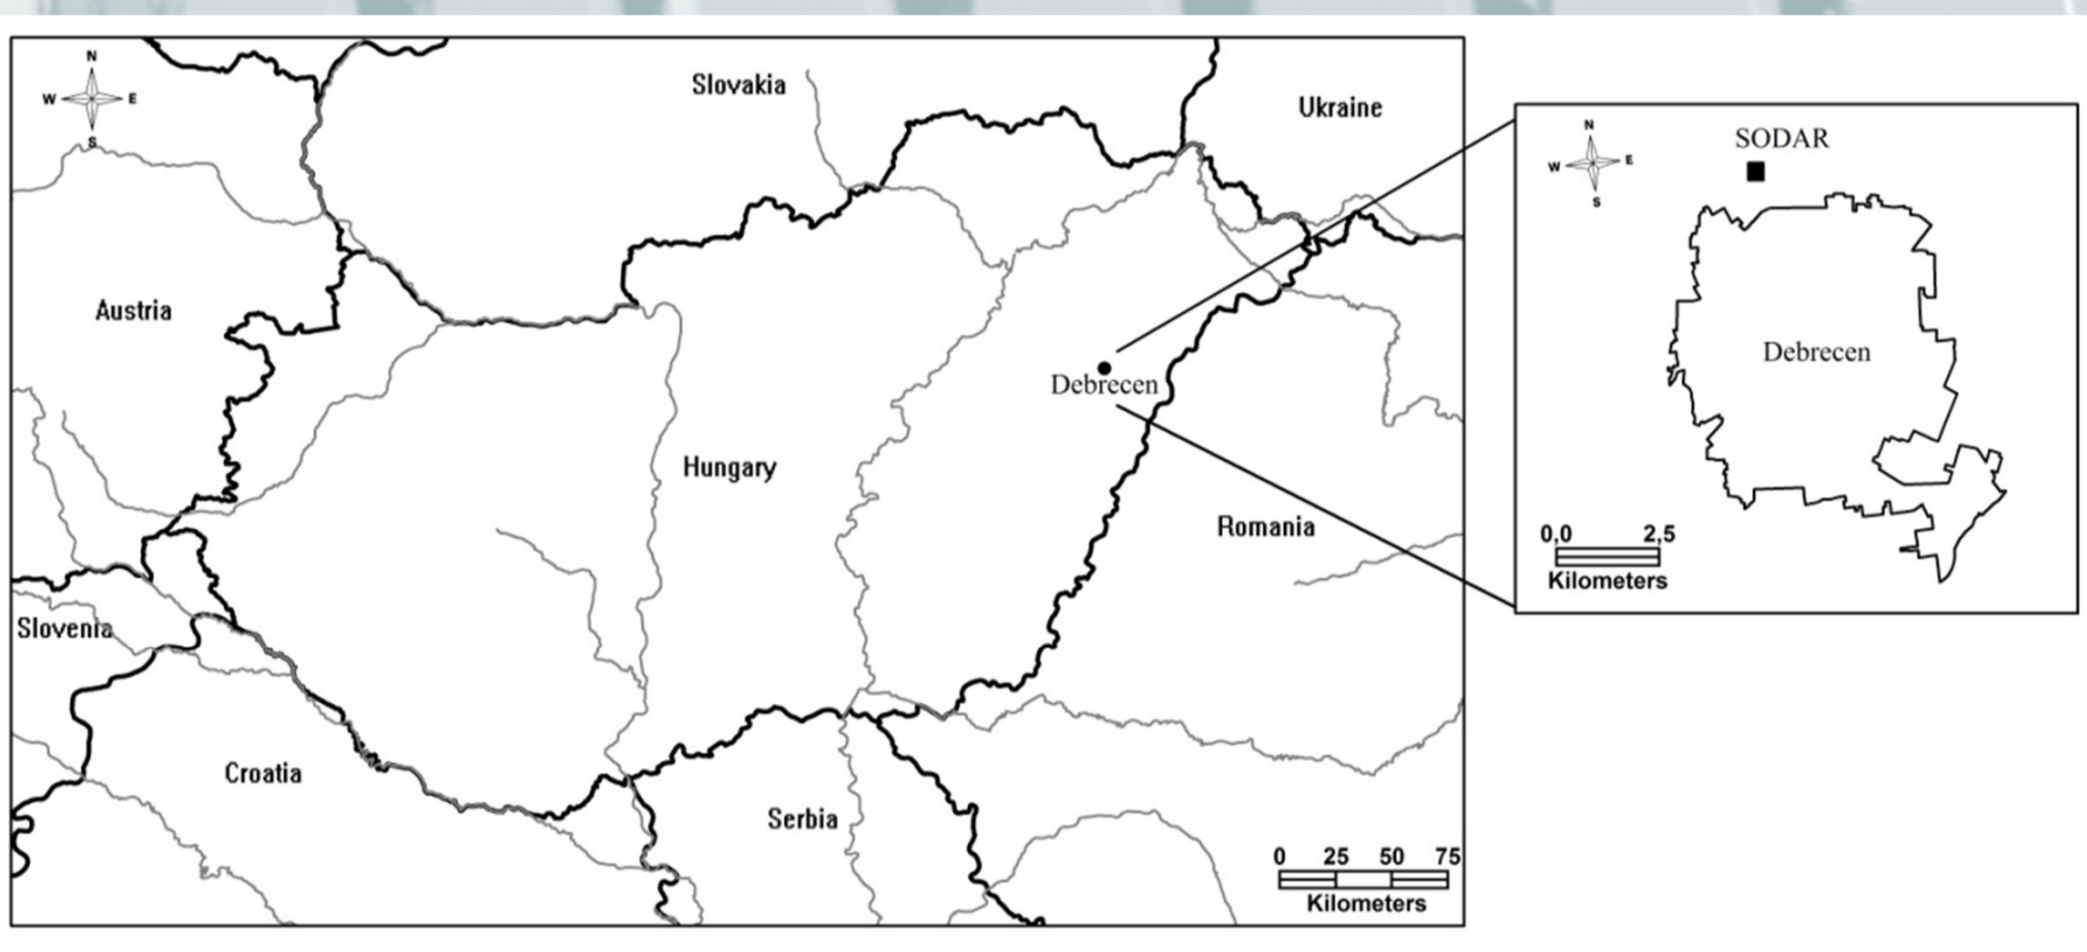 N
W E
S
Slovakia
Ukraine
Austria
Debrecen
Hungary
Romania
Slovenia
Croatia
Serbia
0 25 50 75
Kilometers
N
W E
S
SODAR
Debrecen
0,0 2,5
Kilometers